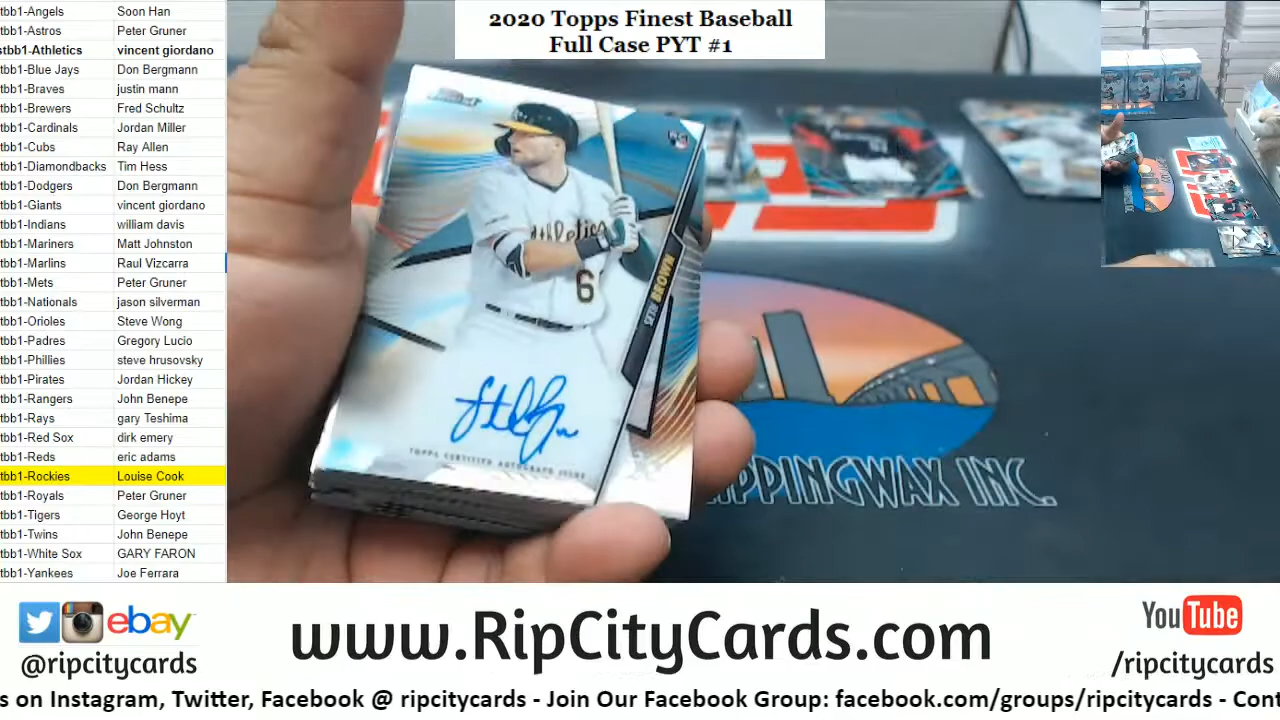 2020 Topps Finest Baseball
Full Case PYT #1
tbb1-Angels Soon Han
tbb1-Astros Peter Gruner
stbb1-Athletics vincent giordano
tbb1-Blue Jays Don Bergmann
tbb1-Braves justin mann
tbb1-Brewers Fred Schultz
tbb1-Cardinals Jordan Miller
tbb1-Cubs Ray Allen
tbb1-Diamondbacks Tim Hess
tbb1-Dodgers Don Bergmann
tbb1-Giants vincent giordano
tbb1-Indians william davis
tbb1-Mariners Matt Johnston
tbb1-Marlins Raul Vizcarra
tbb1-Mets Peter Gruner
tbb1-Nationals jason silverman
tbb1-Orioles Steve Wong
tbb1-Padres Gregory Lucio
tbb1-Phillies steve hrusovsky
tbb1-Pirates Jordan Hickey
tbb1-Rangers John Benepe
tbb1-Rays gary Teshima
tbb1-Red Sox dirk emery
tbb1-Reds eric adams
tbb1-Rockies Louise Cook
tbb1-Royals Peter Gruner
tbb1-Tigers George Hoyt
tbb1-Twins John Benepe
tbb1-White Sox GARY FARON
tbb1-Yankees Joe Ferrara
Finest
RC
Athletics
6
SETH BROWN
TOPPS CERTIFIED AUTOGRAPH ISSUE
IPPINGWAX INC.
ebay
@ripcitycards
www.RipCityCards.com
YouTube
/ripcitycards
s on Instagram, Twitter, Facebook @ ripcitycards - Join Our Facebook Group: facebook.com/groups/ripcitycards - Cont